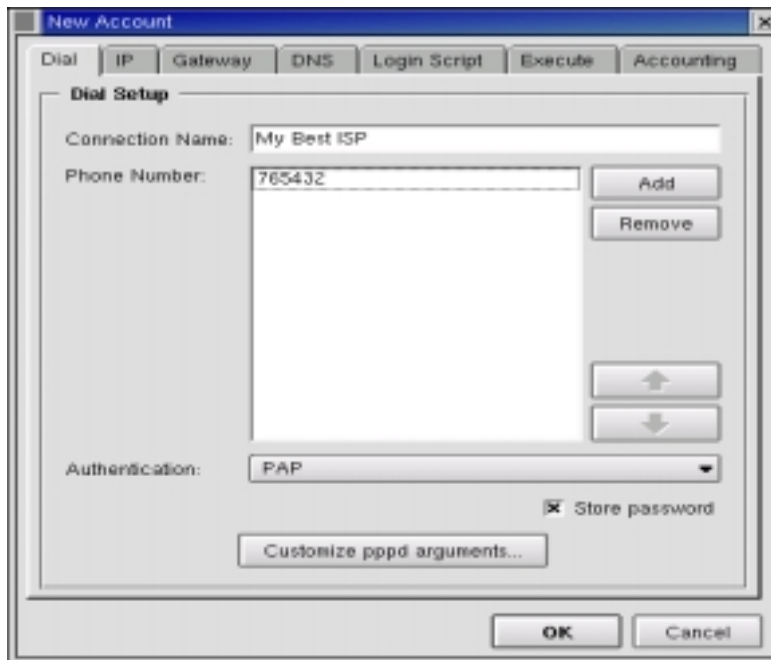 New Account
Dial IP Gateway DNS Login Script Execute Accounting
Dial Setup
Connection Name: My Best ISP
Phone Number: 765432 Add
Remove
Authentication: PAP
Store password
Customize pppd arguments...
OK Cancel